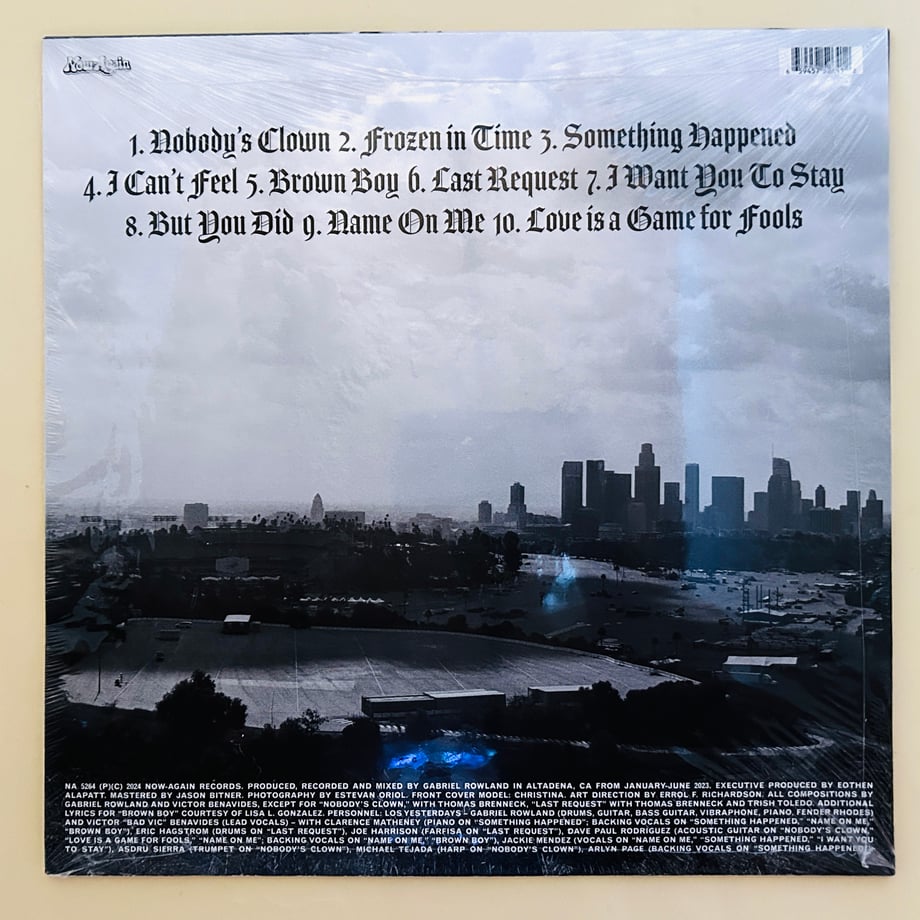 Now-Again
1. Nobody's Clown 2. Frozen in Time 3. Something Happened
4. I Can't Feel 5. Brown Boy 6. Last Request 7. I Want You To Stay
8. But You Did 9. Name On Me 10. Love is a Game for Fools
NA 5264 (P)(C) 2024 NOW-AGAIN RECORDS. PRODUCED, RECORDED AND MIXED BY GABRIEL ROWLAND IN ALTADENA, CA FROM JANUARY-JUNE 2023. EXECUTIVE PRODUCED BY EOTHEN
ALAPATT. MASTERED BY JASON BITNER. PHOTOGRAPHY BY ESTEVAN ORIOL. FRONT COVER MODEL: CHRISTINA. ART DIRECTION BY ERROL F. RICHARDSON. ALL COMPOSITIONS BY
GABRIEL ROWLAND AND VICTOR BENAVIDES, EXCEPT FOR "NOBODY'S CLOWN," WITH THOMAS BRENNECK, "LAST REQUEST" WITH THOMAS BRENNECK AND TRISH TOLEDO. ADDITIONAL
LYRICS FOR "BROWN BOY" COURTESY OF LISA L. GONZALEZ. PERSONNEL: LOS YESTERDAYS – GABRIEL ROWLAND (DRUMS, GUITAR, BASS GUITAR, VIBRAPHONE, PIANO, FENDER RHODES)
AND VICTOR "BAD VIC" BENAVIDES (LEAD VOCALS) – WITH CLARENCE MATHENEY (PIANO ON "SOMETHING HAPPENED"; BACKING VOCALS ON "SOMETHING HAPPENED," "NAME ON ME,"
"BROWN BOY"), ERIC HAGSTROM (DRUMS ON "LAST REQUEST"), JOE HARRISON (FARFISA ON "LAST REQUEST"), DAVE PAUL RODRIGUEZ (ACOUSTIC GUITAR ON "NOBODY'S CLOWN,"
"LOVE IS A GAME FOR FOOLS," "NAME ON ME"; BACKING VOCALS ON "NAME ON ME," "BROWN BOY"), JACKIE MENDEZ (VOCALS ON "NAME ON ME," "SOMETHING HAPPENED," "I WANT YOU
TO STAY"), ASDRU SIERRA (TRUMPET ON "NOBODY'S CLOWN"), MICHAEL TEJADA (HARP ON "NOBODY'S CLOWN"), ARLYN PAGE (BACKING VOCALS ON "SOMETHING HAPPENED).